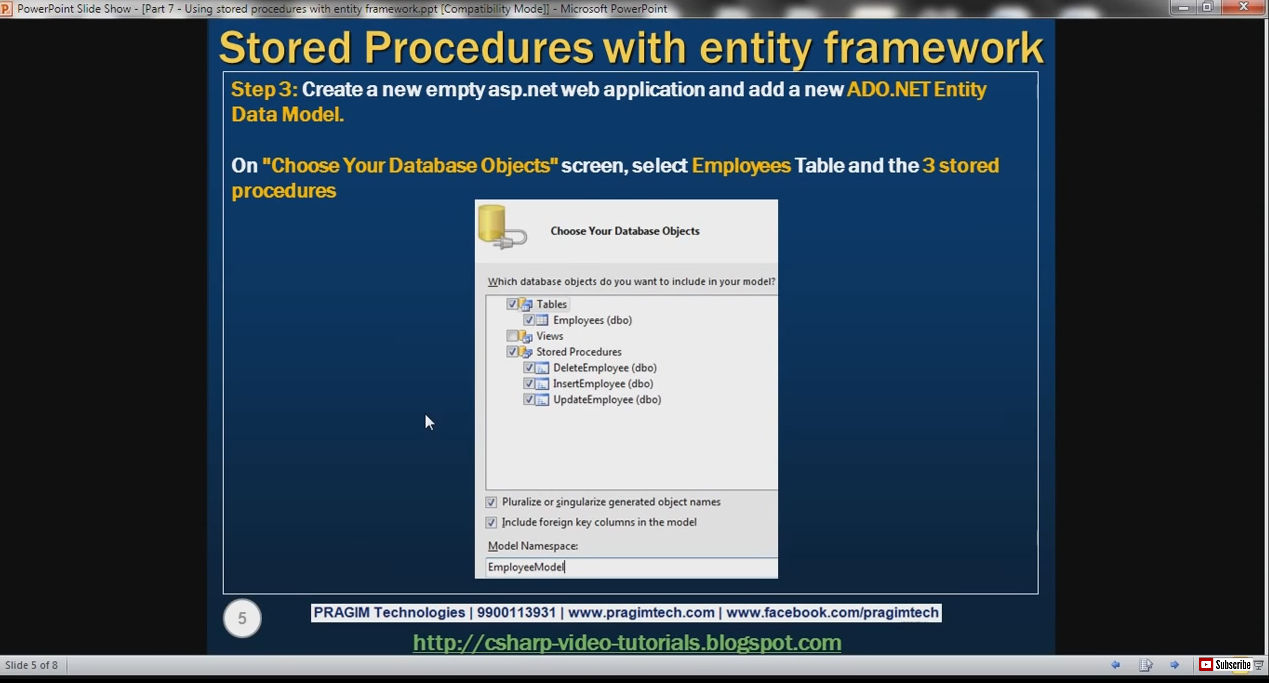 PowerPoint Slide Show - [Part 7 - Using stored procedures with entity framework.ppt [Compatibility Mode]] - Microsoft PowerPoint
Stored Procedures with entity framework
Step 3: Create a new empty asp.net web application and add a new ADO.NET Entity
Data Model.
On "Choose Your Database Objects" screen, select Employees Table and the 3 stored
procedures
Choose Your Database Objects
Which database objects do you want to include in your model?
Tables
Employees (dbo)
Views
Stored Procedures
DeleteEmployee (dbo)
InsertEmployee (dbo)
UpdateEmployee (dbo)
Pluralize or singularize generated object names
Include foreign key columns in the model
Model Namespace:
EmployeeModel
5
PRAGIM Technologies | 9900113931 | www.pragimtech.com | www.facebook.com/pragimtech
http://csharp-video-tutorials.blogspot.com
Slide 5 of 8
Subscribe